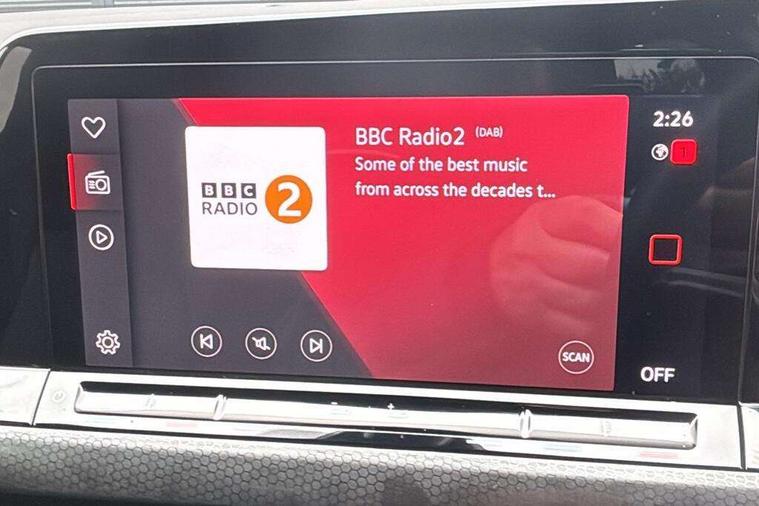 2:26
1
BBC Radio2 (DAB)
Some of the best music
from across the decades t...
BBC
RADIO 2
SCAN
OFF